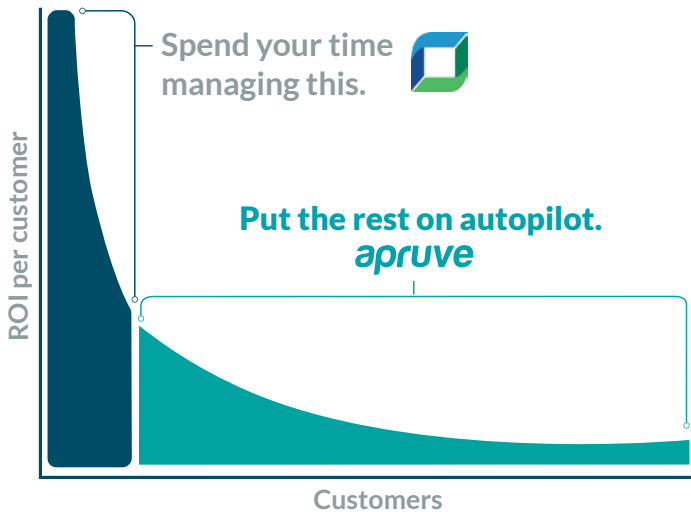 Spend your time
managing this.
Put the rest on autopilot.
apruve
ROI per customer
Customers